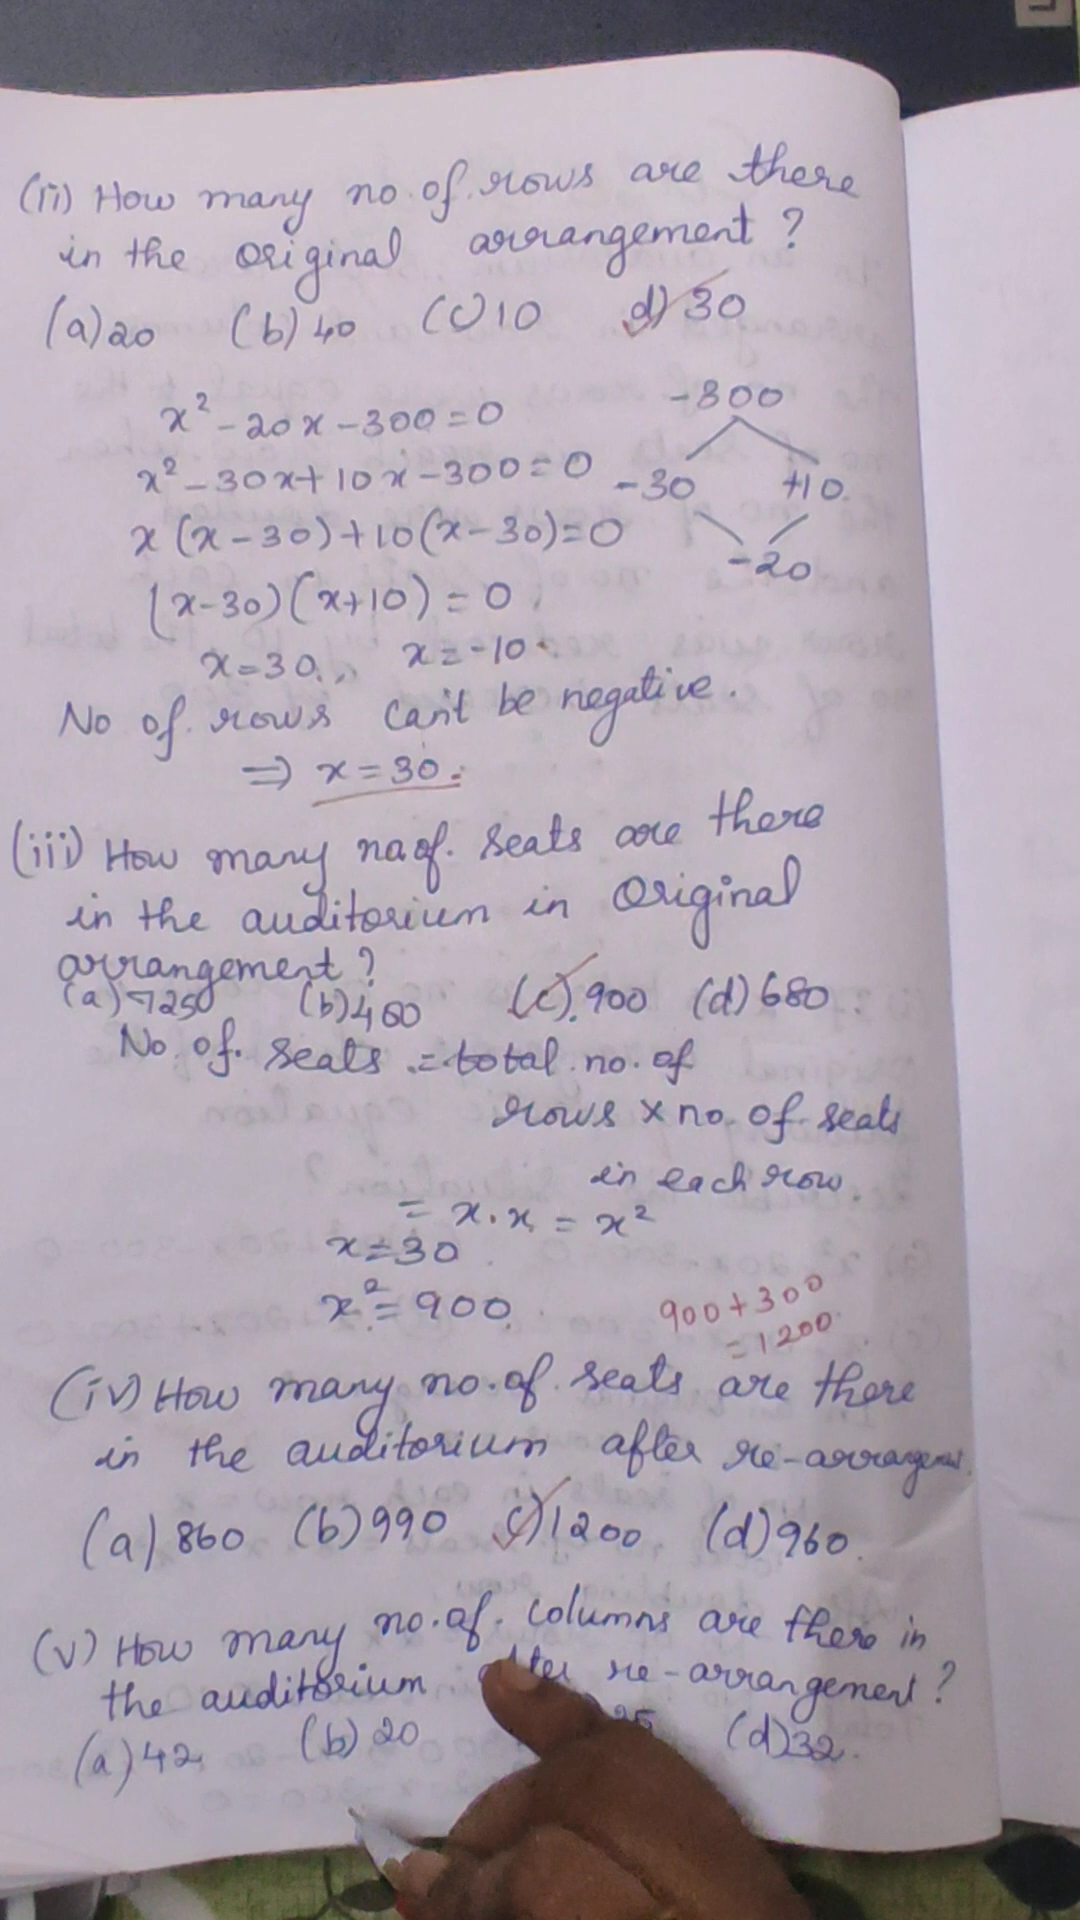 (ii) How many no. of. rows are there
in the original arrangement?
(a) 20 (b) 40 (c) 10 (d) 30
x² - 20x - 300 = 0
-300
x² - 30x + 10x - 300 = 0
-30 +10
x (x - 30) + 10 (x - 30) = 0
-20
(x - 30) (x + 10) = 0
x = 30., x = -10.
No of. rows can't be negative.
⇒ x = 30.
(iii) How many no of. seats are there
in the auditorium in Original
arrangement?
(a) 7250 (b) 460 (c) 900 (d) 680.
No. of. seats = total no. of
rows x no. of. seats
in each row.
= x . x = x²
x = 30
x² = 900.
900 + 300
= 1200.
(iv) How many no. of. seats are there
in the auditorium after re-arrangement.
(a) 860 (b) 990 (c) 1200 (d) 960.
(v) How many no. of. columns are there in
the auditorium after re-arrangement?
(a) 42 (b) 20 (d) 32.